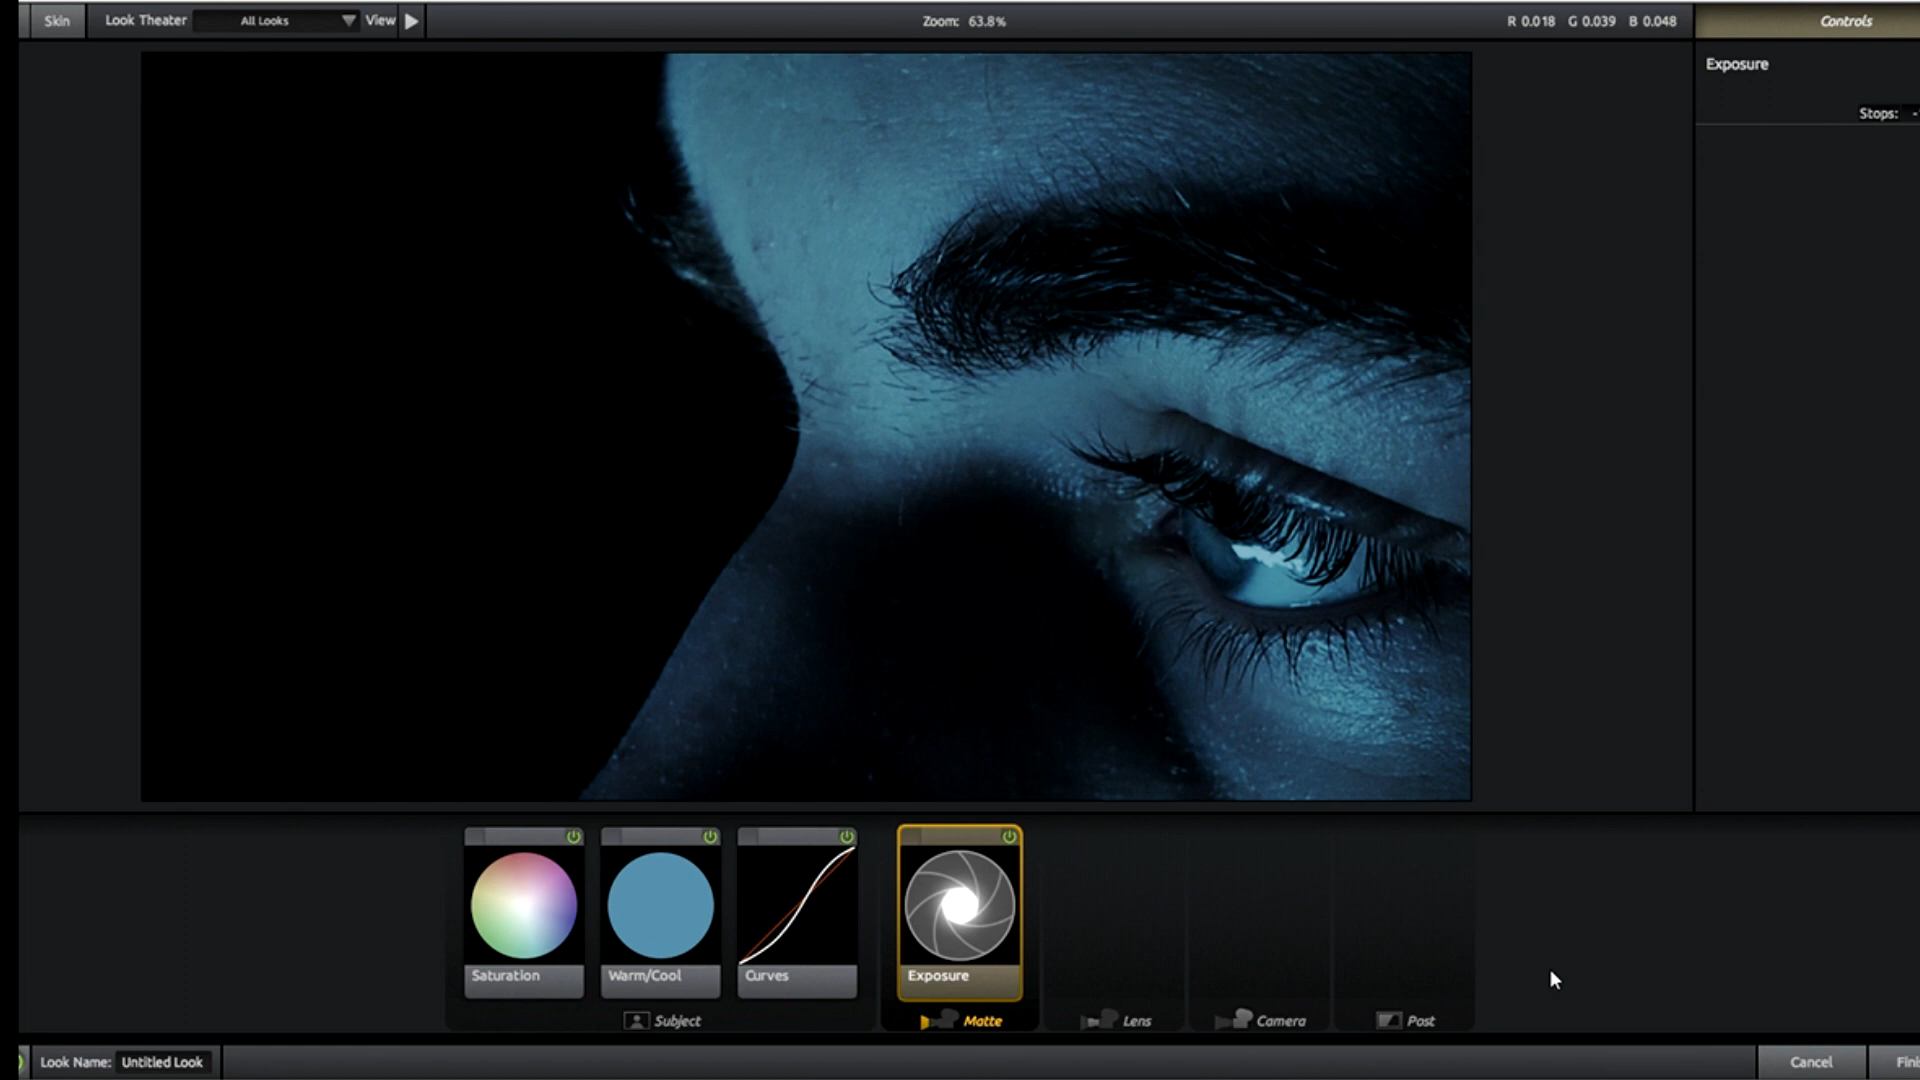 Skin
Look Theater
All Looks
View
Zoom: 63.8%
R 0.018 G 0.039 B 0.048
Controls
Exposure
Stops: -
Saturation
Warm/Cool
Curves
Exposure
Subject
Matte
Lens
Camera
Post
Look Name: Untitled Look
Cancel
Fini